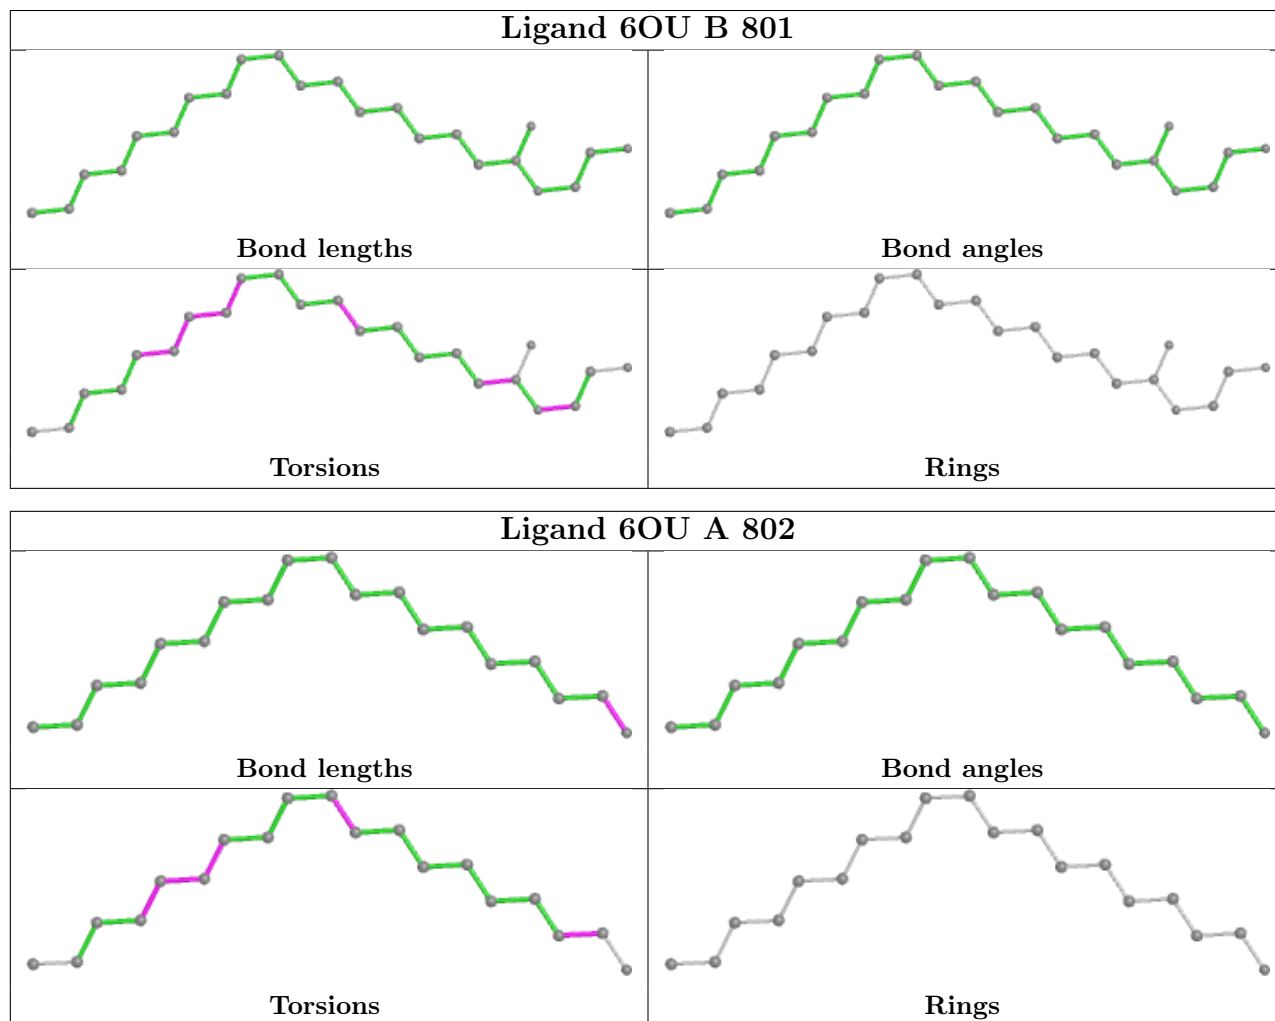 Ligand 6OU B 801
Bond lengths
Bond angles
Torsions
Rings
Ligand 6OU A 802
Bond lengths
Bond angles
Torsions
Rings